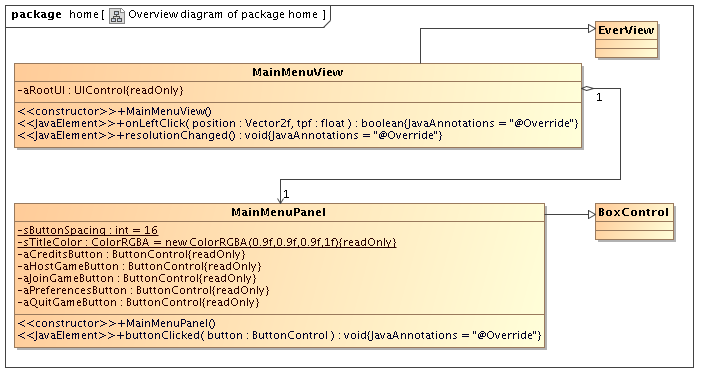 package home [ Overview diagram of package home ]
EverView
MainMenuView
-aRootUI : UIControl{readOnly}
<<constructor>>+MainMenuView()
<<JavaElement>>+onLeftClick( position : Vector2f, tpf : float ) : boolean{JavaAnnotations = "@Override"}
<<JavaElement>>+resolutionChanged() : void{JavaAnnotations = "@Override"}
1
1
MainMenuPanel
-sButtonSpacing : int = 16
-sTitleColor : ColorRGBA = new ColorRGBA(0.9f,0.9f,0.9f,1f){readOnly}
-aCreditsButton : ButtonControl{readOnly}
-aHostGameButton : ButtonControl{readOnly}
-aJoinGameButton : ButtonControl{readOnly}
-aPreferencesButton : ButtonControl{readOnly}
-aQuitGameButton : ButtonControl{readOnly}
<<constructor>>+MainMenuPanel()
<<JavaElement>>+buttonClicked( button : ButtonControl ) : void{JavaAnnotations = "@Override"}
BoxControl